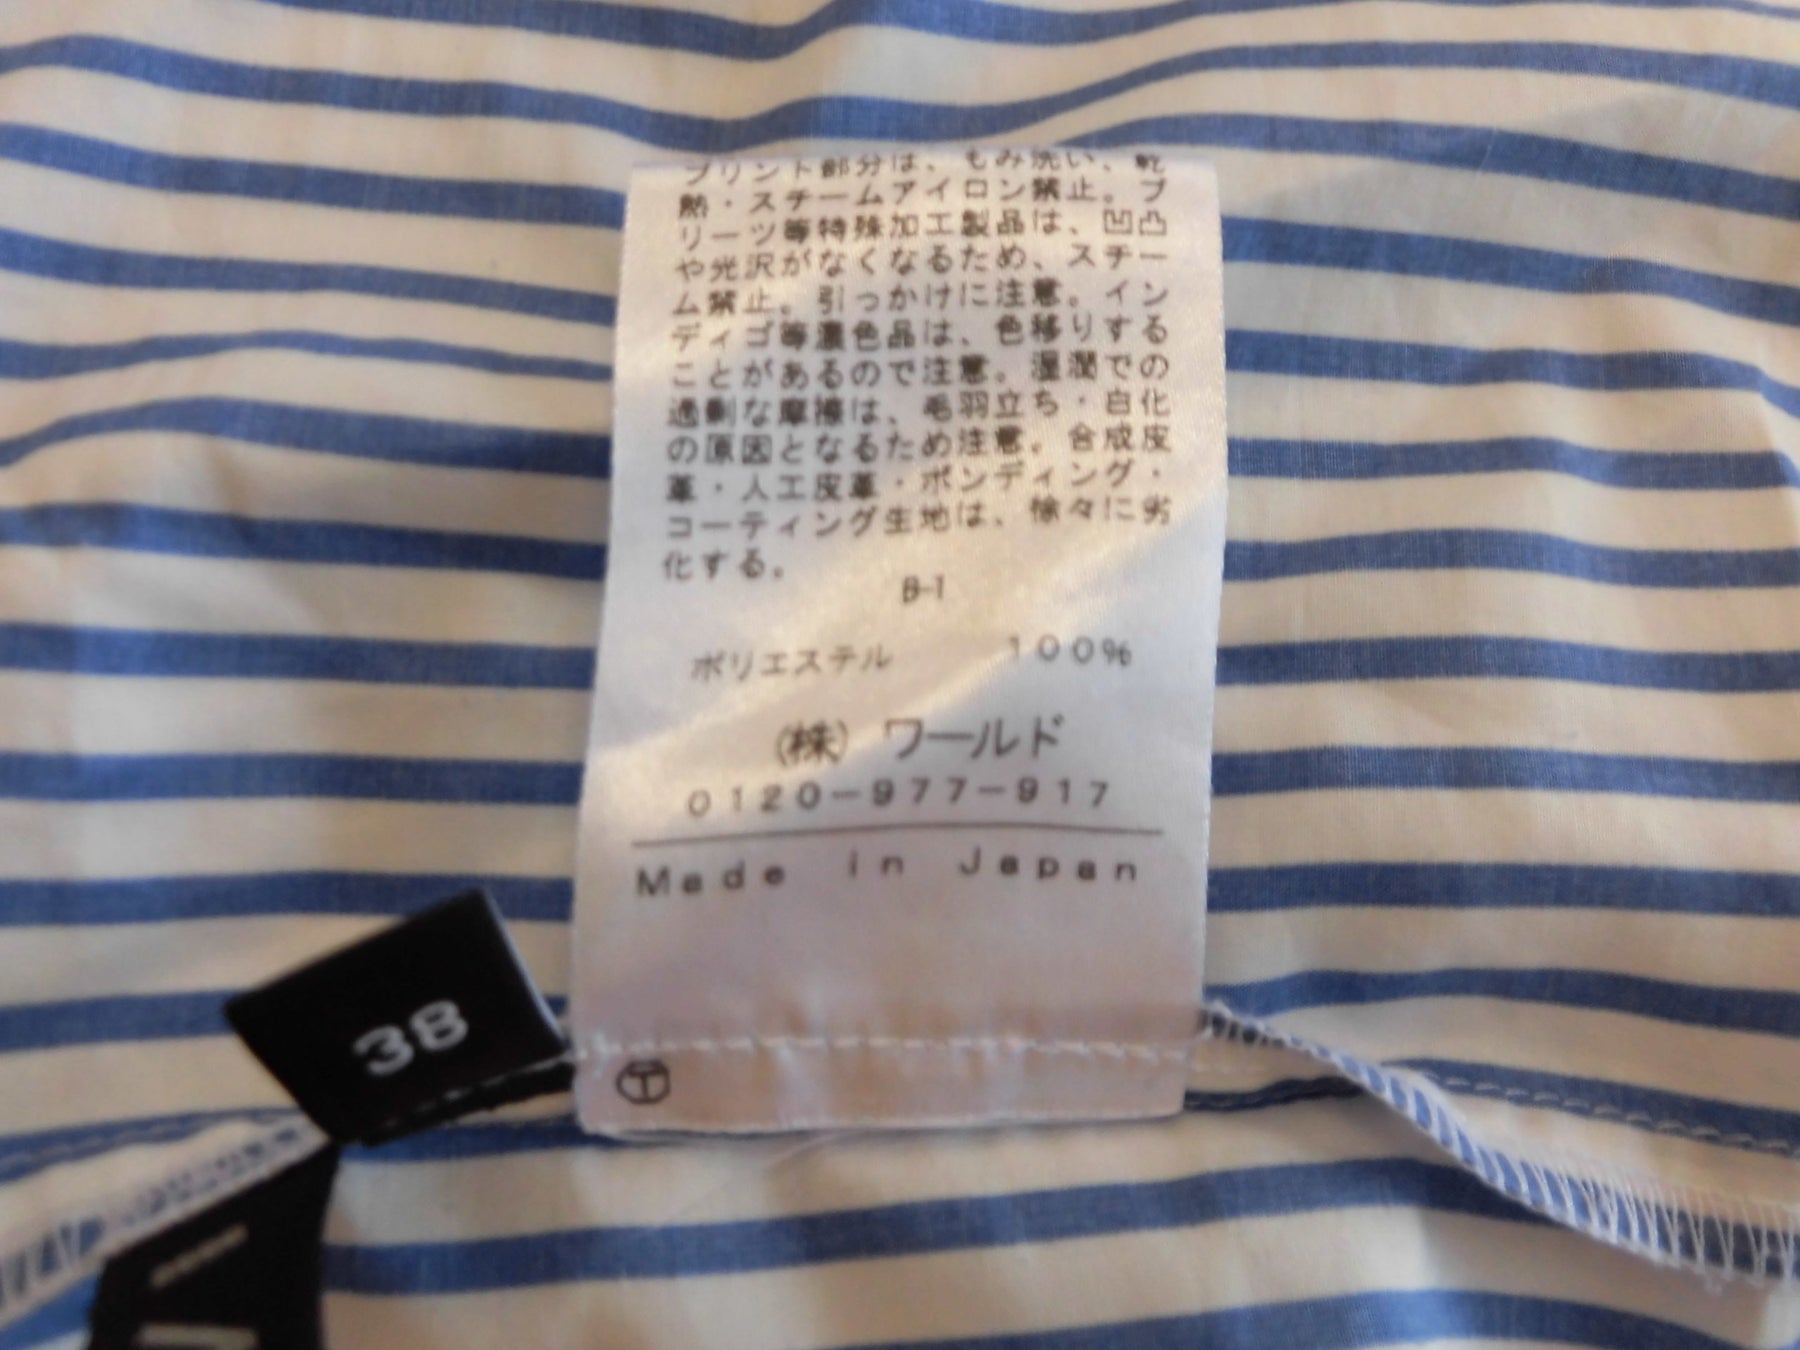 プリント部分は、もみ洗い、乾
熱・スチームアイロン禁止。プ
リーツ等特殊加工製品は、凹凸
や光沢がなくなるため、スチー
ム禁止。引っかけに注意。イン
ディゴ等濃色品は、色移りする
ことがあるので注意。湿潤での
過剰な摩擦は、毛羽立ち・白化
の原因となるため注意。合成皮
革・人工皮革・ボンディング・
コーティング生地は、徐々に劣
化する。
B-1
ポリエステル 100%
(株) ワールド
0120-977-917
Made in Japan
38
T